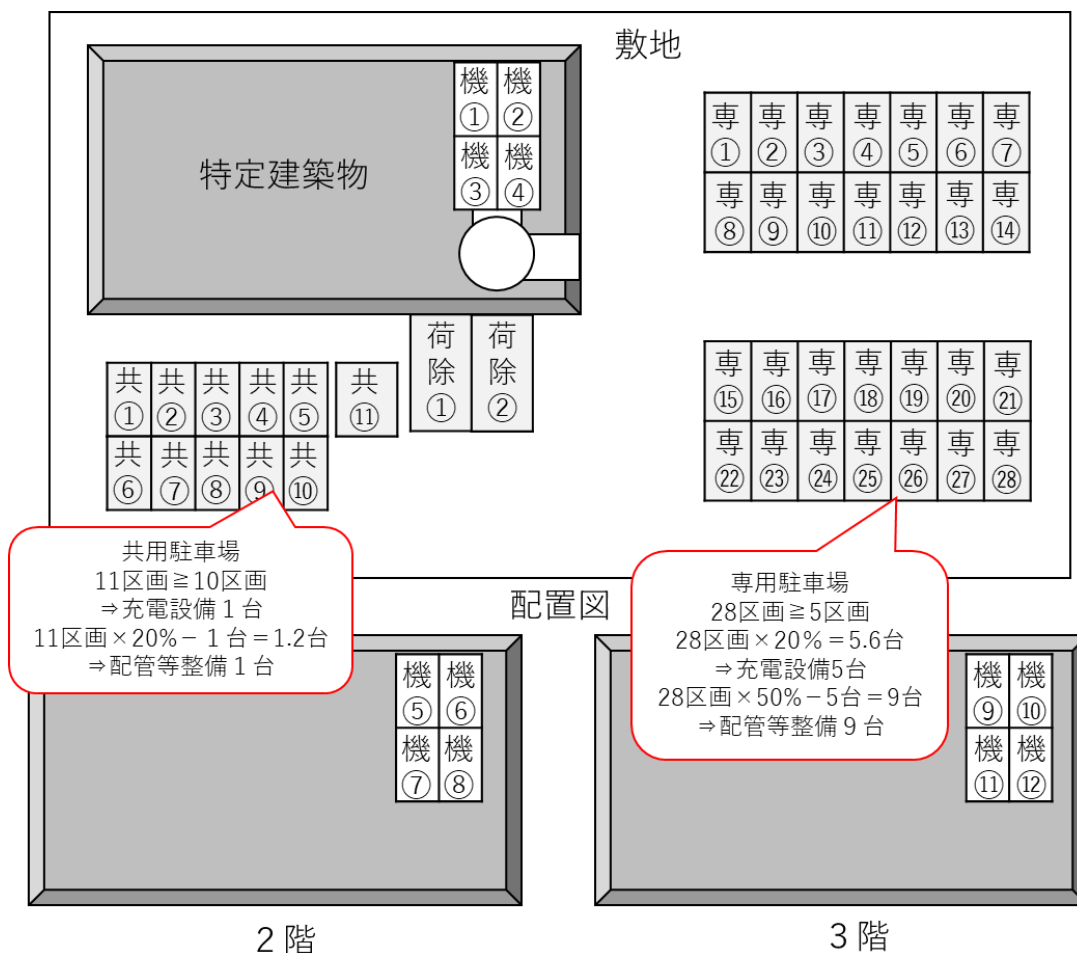 敷地
機 機
① ②
機 機
③ ④
特定建築物
専 専 専 専 専 専 専
① ② ③ ④ ⑤ ⑥ ⑦
専 専 専 専 専 専 専
⑧ ⑨ ⑩ ⑪ ⑫ ⑬ ⑭
荷 荷
除 除
① ②
共 共 共 共 共 共
① ② ③ ④ ⑤ ⑪
共 共 共 共 共
⑥ ⑦ ⑧ ⑨ ⑩
専 専 専 専 専 専 専
⑮ ⑯ ⑰ ⑱ ⑲ ⑳ ㉑
専 専 専 専 専 専 専
㉒ ㉓ ㉔ ㉕ ㉖ ㉗ ㉘
共用駐車場
11区画≧10区画
⇒充電設備1台
11区画×20%-1台=1.2台
⇒配管等整備1台
専用駐車場
28区画≧5区画
28区画×20%=5.6台
⇒充電設備5台
28区画×50%-5台=9台
⇒配管等整備9台
配置図
機 機
⑤ ⑥
機 機
⑦ ⑧
機 機
⑨ ⑩
機 機
⑪ ⑫
2階
3階